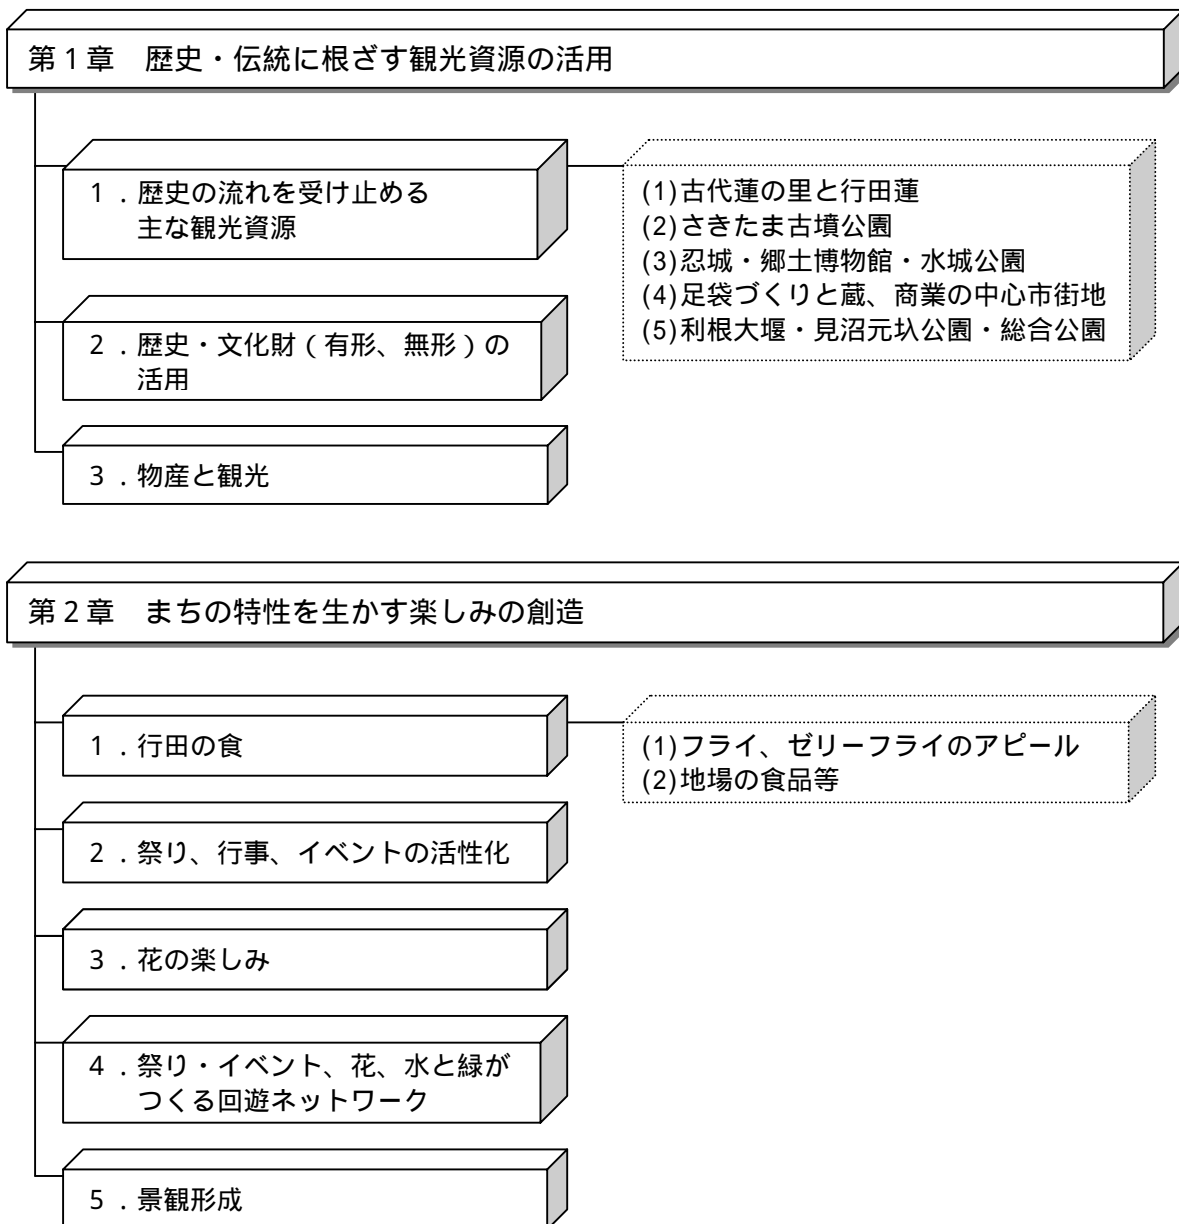 第1章　歴史・伝統に根ざす観光資源の活用
1．歴史の流れを受け止める
主な観光資源
(1)古代蓮の里と行田蓮
(2)さきたま古墳公園
(3)忍城・郷土博物館・水城公園
(4)足袋づくりと蔵、商業の中心市街地
(5)利根大堰・見沼元圦公園・総合公園
2．歴史・文化財（有形、無形）の
活用
3．物産と観光
第2章　まちの特性を生かす楽しみの創造
1．行田の食
(1)フライ、ゼリーフライのアピール
(2)地場の食品等
2．祭り、行事、イベントの活性化
3．花の楽しみ
4．祭り・イベント、花、水と緑が
つくる回遊ネットワーク
5．景観形成